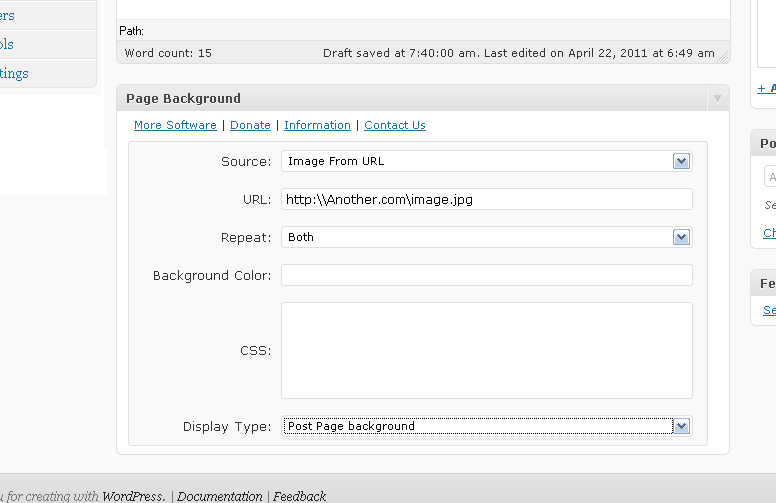 ers
Path:
ols
Word count: 15 Draft saved at 7:40:00 am. Last edited on April 22, 2011 at 6:49 am
tings
+ A
Page Background
More Software | Donate | Information | Contact Us
Po
Source: Image From URL
A
URL: http:\\Another.com\image.jpg
Se
Repeat: Both
Ch
Background Color:
Fe
Se
CSS:
Display Type: Post Page background
u for creating with WordPress. | Documentation | Feedback